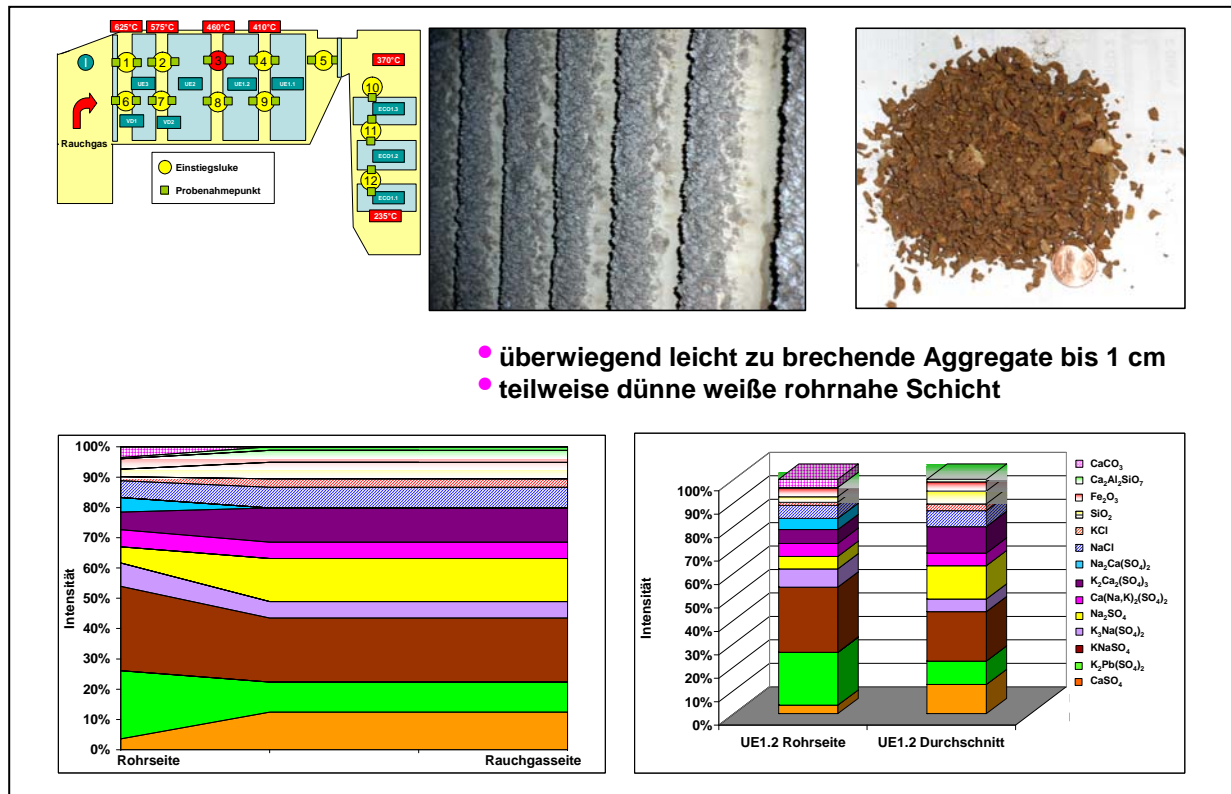 625°C 575°C 460°C 410°C
I 1 2 3 4 5
370°C
UE3 UE2 UE1.2 UE1.1
10
6 7 8 9
ECO1.3
VD1 VD2
11
Rauchgas
ECO1.2
Einstiegsluke
12
Probenahmepunkt
ECO1.1
235°C
• überwiegend leicht zu brechende Aggregate bis 1 cm
• teilweise dünne weiße rohrnahe Schicht
Intensität
100%
90%
80%
70%
60%
50%
40%
30%
20%
10%
0%
Rohrseite Rauchgasseite
Intensität
100%
90%
80%
70%
60%
50%
40%
30%
20%
10%
0%
UE1.2 Rohrseite UE1.2 Durchschnitt
CaCO₃
Ca₂Al₂SiO₇
Fe₂O₃
SiO₂
KCl
NaCl
Na₂Ca(SO₄)₂
K₂Ca₂(SO₄)₃
Ca(Na,K)₂(SO₄)₂
Na₂SO₄
K₃Na(SO₄)₂
KNaSO₄
K₂Pb(SO₄)₂
CaSO₄